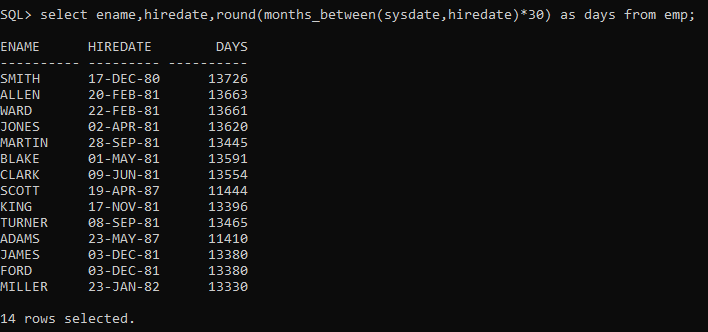 SQL> select ename,hiredate,round(months_between(sysdate,hiredate)*30) as days from emp;
ENAME      HIREDATE        DAYS
---------- --------- ----------
SMITH      17-DEC-80      13726
ALLEN      20-FEB-81      13663
WARD       22-FEB-81      13661
JONES      02-APR-81      13620
MARTIN     28-SEP-81      13445
BLAKE      01-MAY-81      13591
CLARK      09-JUN-81      13554
SCOTT      19-APR-87      11444
KING       17-NOV-81      13396
TURNER     08-SEP-81      13465
ADAMS      23-MAY-87      11410
JAMES      03-DEC-81      13380
FORD       03-DEC-81      13380
MILLER     23-JAN-82      13330
14 rows selected.